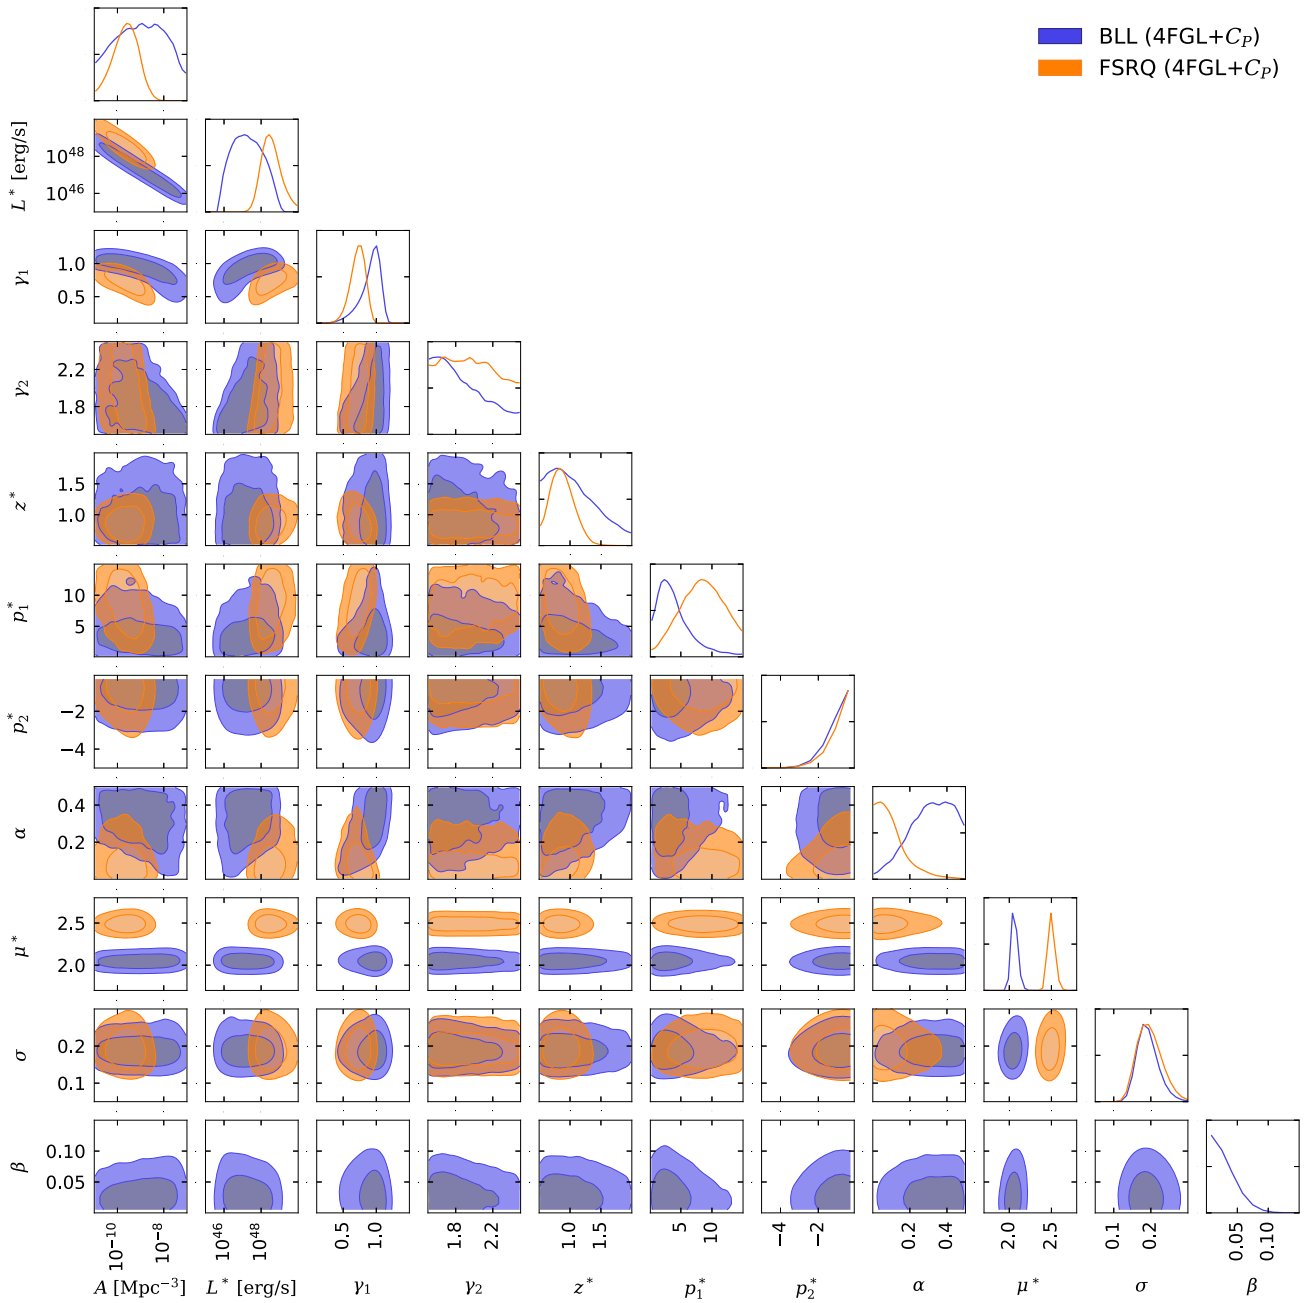 BLL (4FGL+C_P)
FSRQ (4FGL+C_P)
L* [erg/s]
10^48
10^46
γ₁
1.0
0.5
γ₂
2.2
1.8
z*
1.5
1.0
p₁*
10
5
p₂*
−2
−4
α
0.4
0.2
μ*
2.5
2.0
σ
0.2
0.1
β
0.10
0.05
10^−10 10^−8 10^46 10^48 0.5 1.0 1.8 2.2 1.0 1.5 5 10 −4 −2 0.2 0.4 2.0 2.5 0.1 0.2 0.05 0.10
A [Mpc^−3] L* [erg/s] γ₁ γ₂ z* p₁* p₂* α μ* σ β